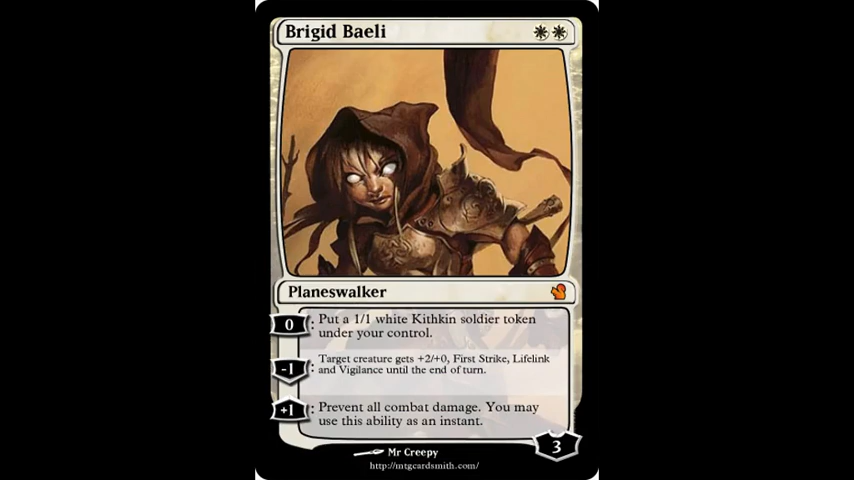 Brigid Baeli
Planeswalker
0 : Put a 1/1 white Kithkin soldier token
under your control.
-1 : Target creature gets +2/+0, First Strike, Lifelink
and Vigilance until the end of turn.
+1 : Prevent all combat damage. You may
use this ability as an instant.
3
Mr Creepy
http://mtgcardsmith.com/